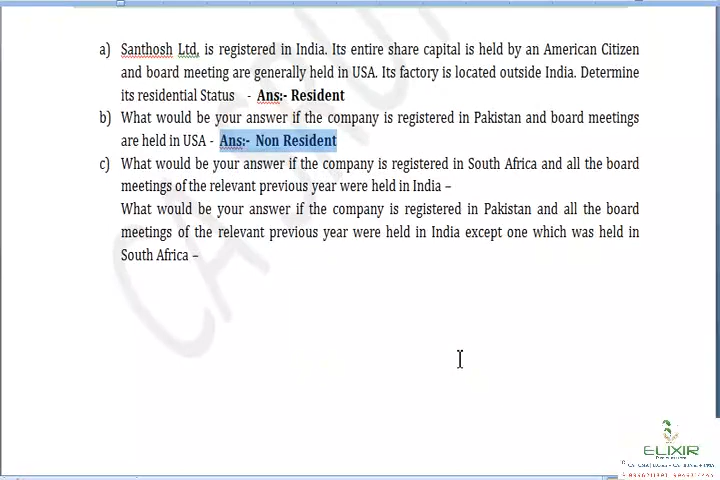 a) Santhosh Ltd, is registered in India. Its entire share capital is held by an American Citizen
and board meeting are generally held in USA. Its factory is located outside India. Determine
its residential Status - Ans:- Resident
b) What would be your answer if the company is registered in Pakistan and board meetings
are held in USA - Ans:- Non Resident
c) What would be your answer if the company is registered in South Africa and all the board
meetings of the relevant previous year were held in India –
What would be your answer if the company is registered in Pakistan and all the board
meetings of the relevant previous year were held in India except one which was held in
South Africa –
ELIXIR